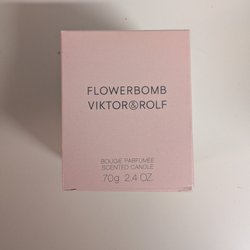 FLOWERBOMB
VIKTOR&ROLF
BOUGIE PARFUMÉE
SCENTED CANDLE
70g 2.4 OZ.